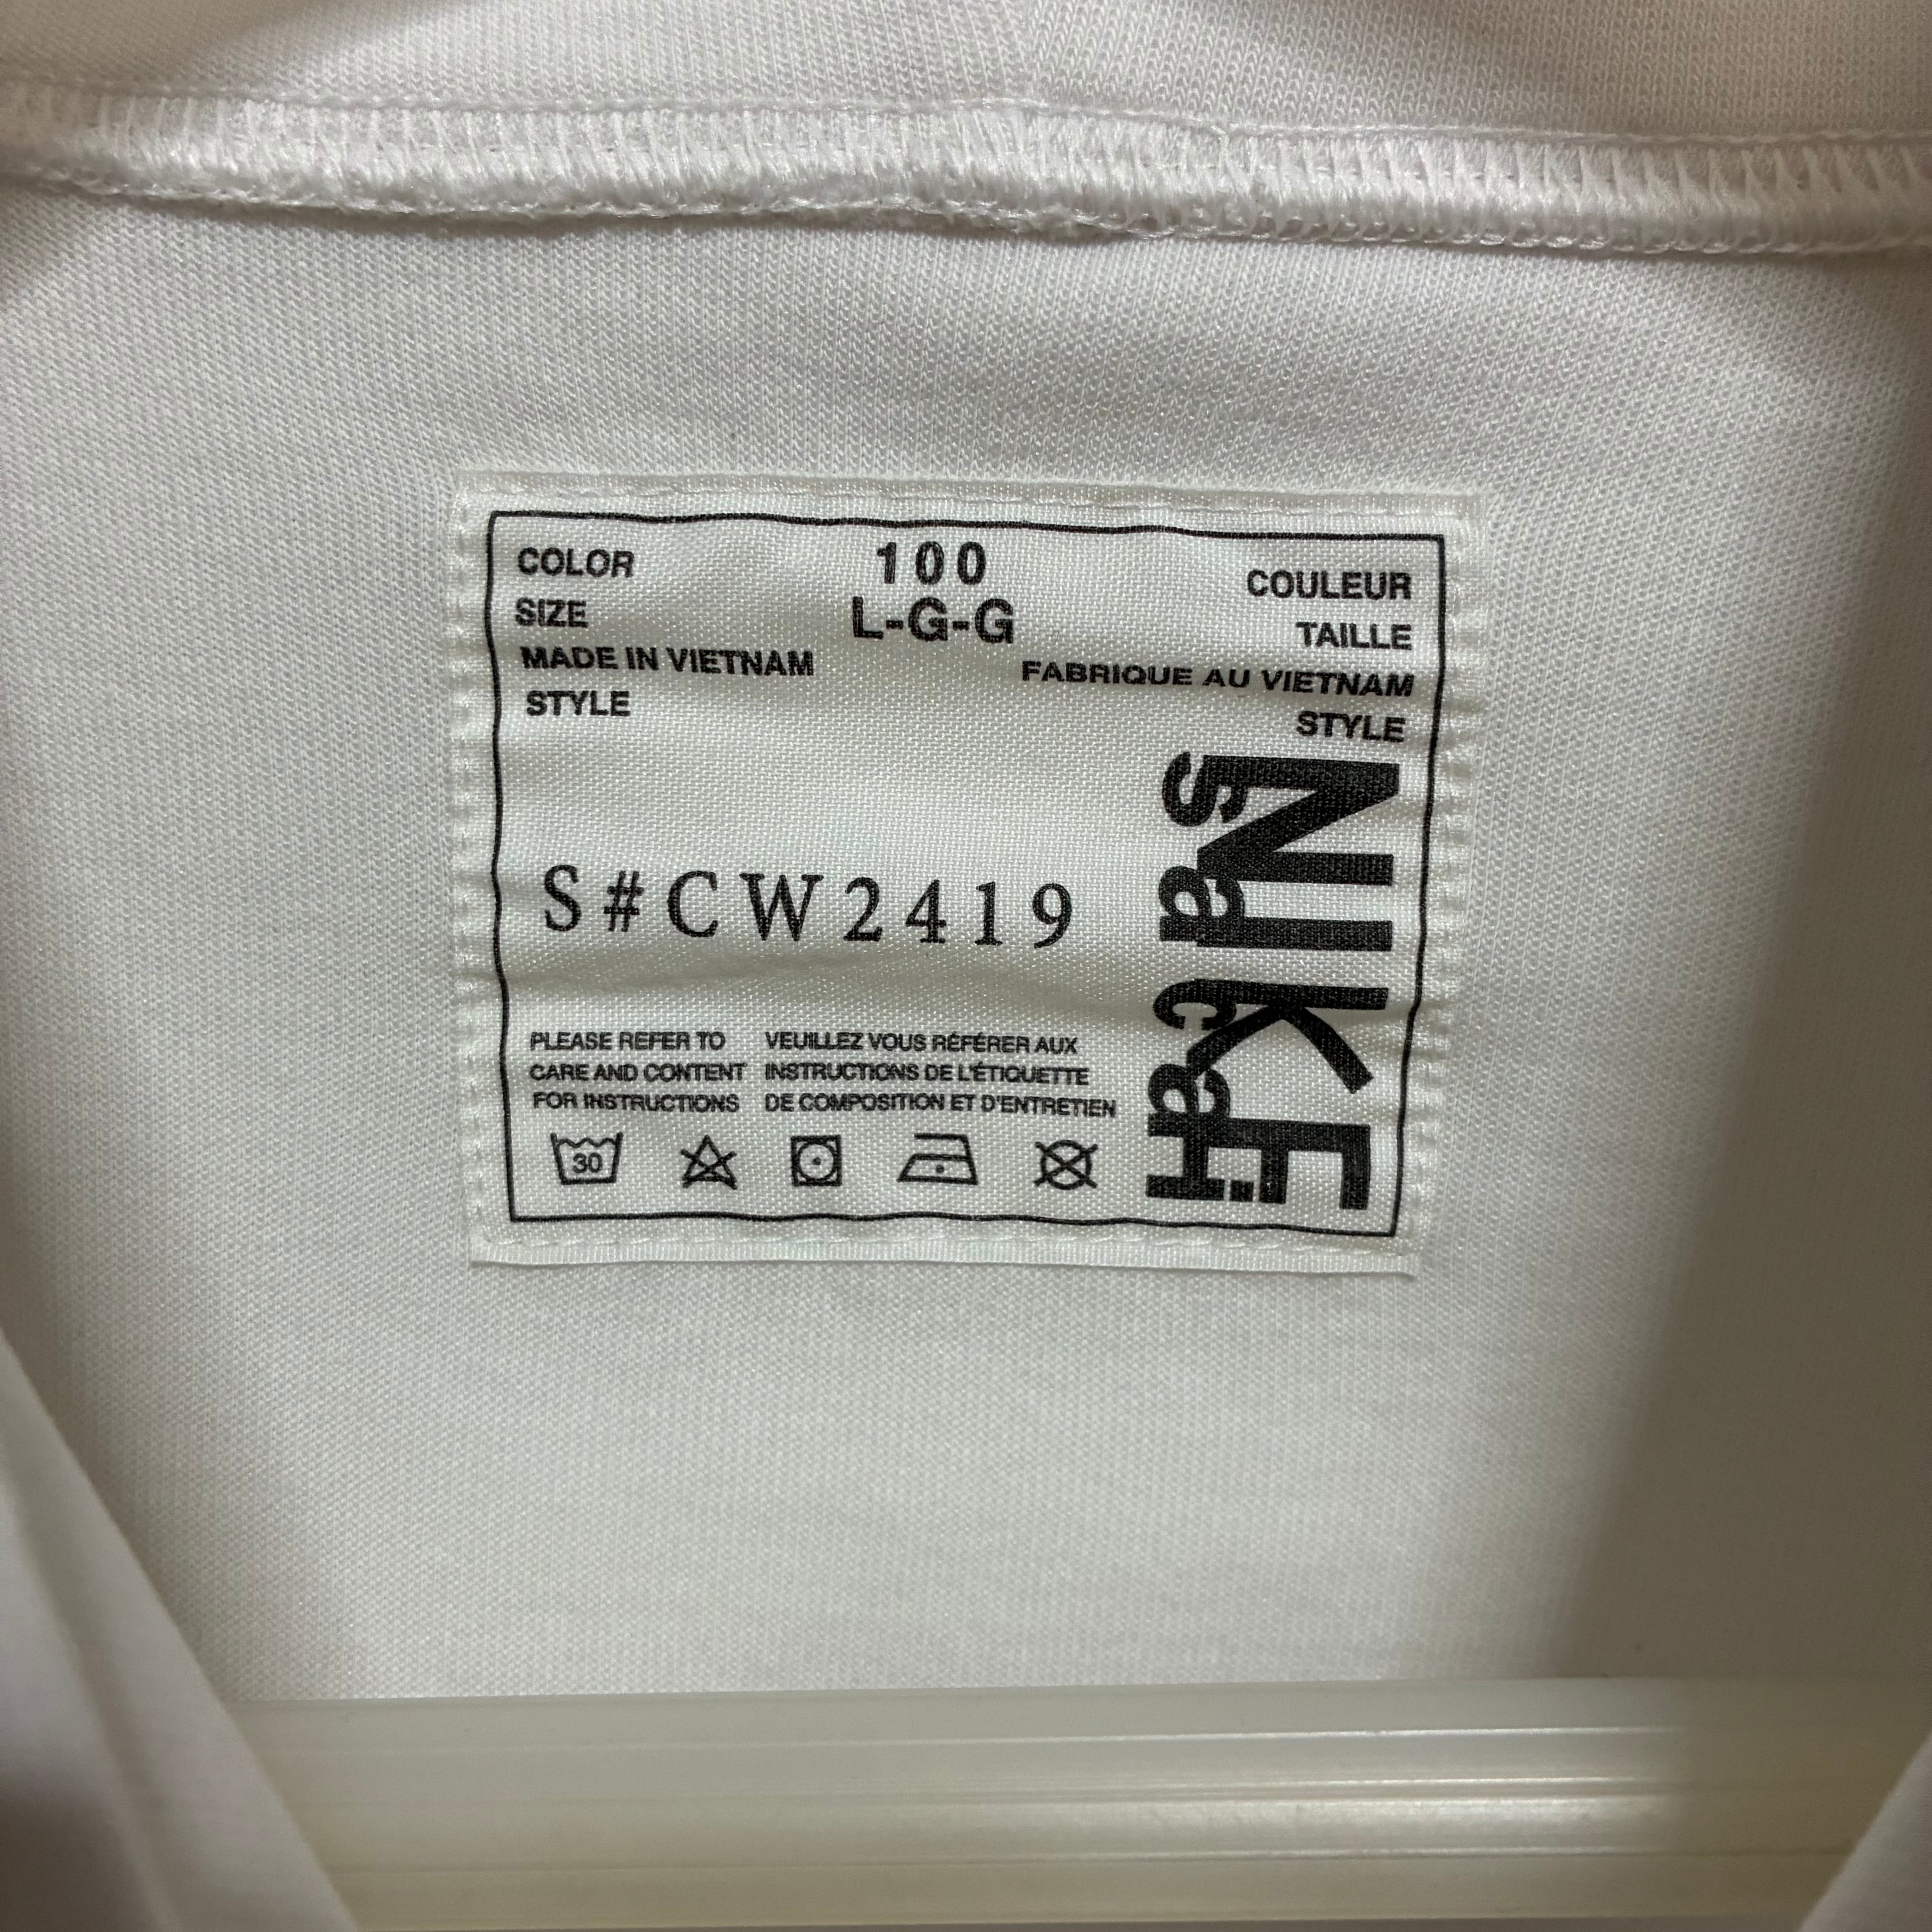 COLOR 100 COULEUR
SIZE L-G-G TAILLE
MADE IN VIETNAM FABRIQUE AU VIETNAM
STYLE STYLE
S#CW2419
NIKE
sacai
PLEASE REFER TO
CARE AND CONTENT
FOR INSTRUCTIONS
VEUILLEZ VOUS RÉFÉRER AUX
INSTRUCTIONS DE L'ÉTIQUETTE
DE COMPOSITION ET D'ENTRETIEN
30